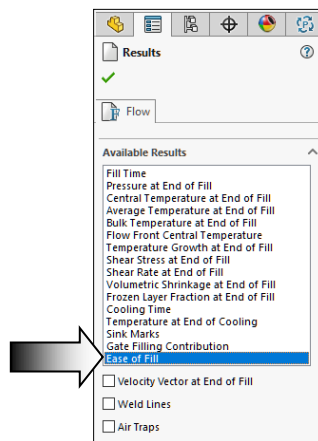 Results
Flow
Available Results
Fill Time
Pressure at End of Fill
Central Temperature at End of Fill
Average Temperature at End of Fill
Bulk Temperature at End of Fill
Flow Front Central Temperature
Temperature Growth at End of Fill
Shear Stress at End of Fill
Shear Rate at End of Fill
Volumetric Shrinkage at End of Fill
Frozen Layer Fraction at End of Fill
Cooling Time
Temperature at End of Cooling
Sink Marks
Gate Filling Contribution
Ease of Fill
Velocity Vector at End of Fill
Weld Lines
Air Traps